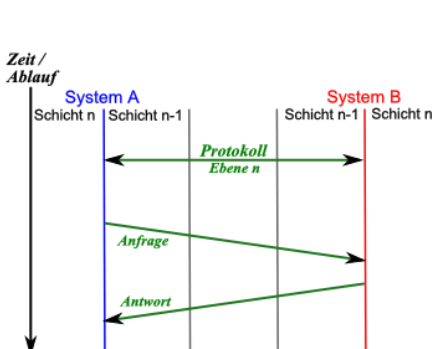 Zeit /
Ablauf
System A
System B
Schicht n
Schicht n-1
Schicht n-1
Schicht n
Protokoll
Ebene n
Anfrage
Antwort